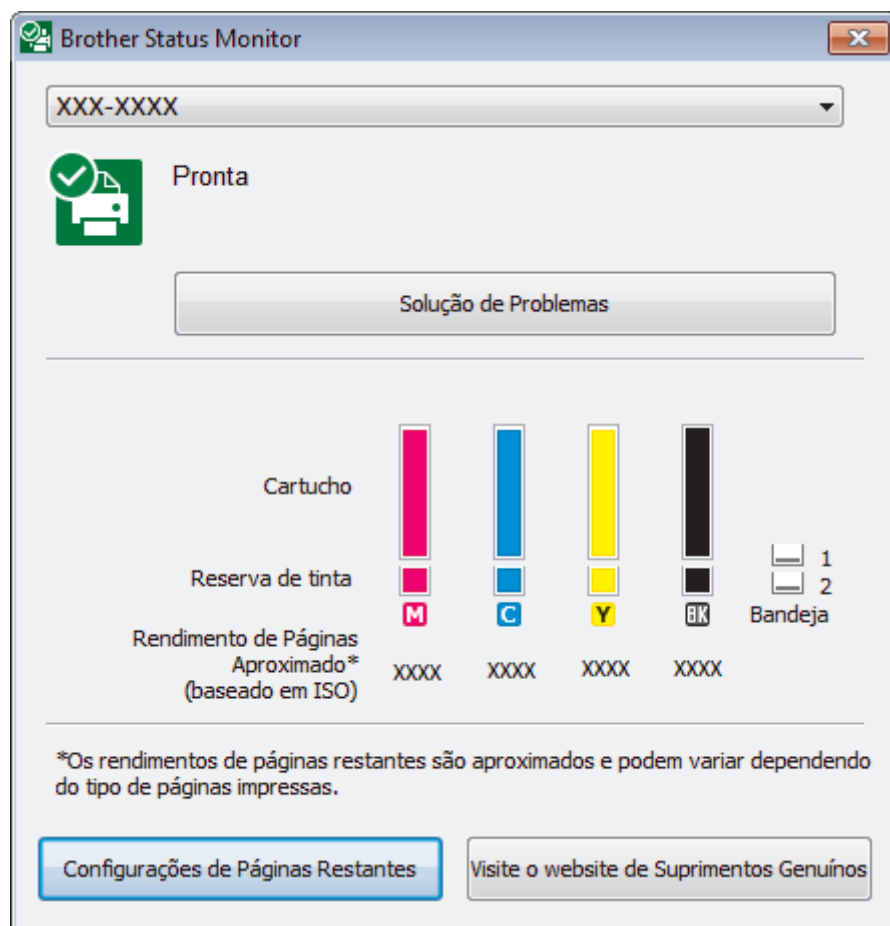 Brother Status Monitor
XXX-XXXX
Pronta
Solução de Problemas
Cartucho
Reserva de tinta
1
2
M C Y BK Bandeja
Rendimento de Páginas
Aproximado*
(baseado em ISO)
XXXX XXXX XXXX XXXX
*Os rendimentos de páginas restantes são aproximados e podem variar dependendo
do tipo de páginas impressas.
Configurações de Páginas Restantes
Visite o website de Suprimentos Genuínos